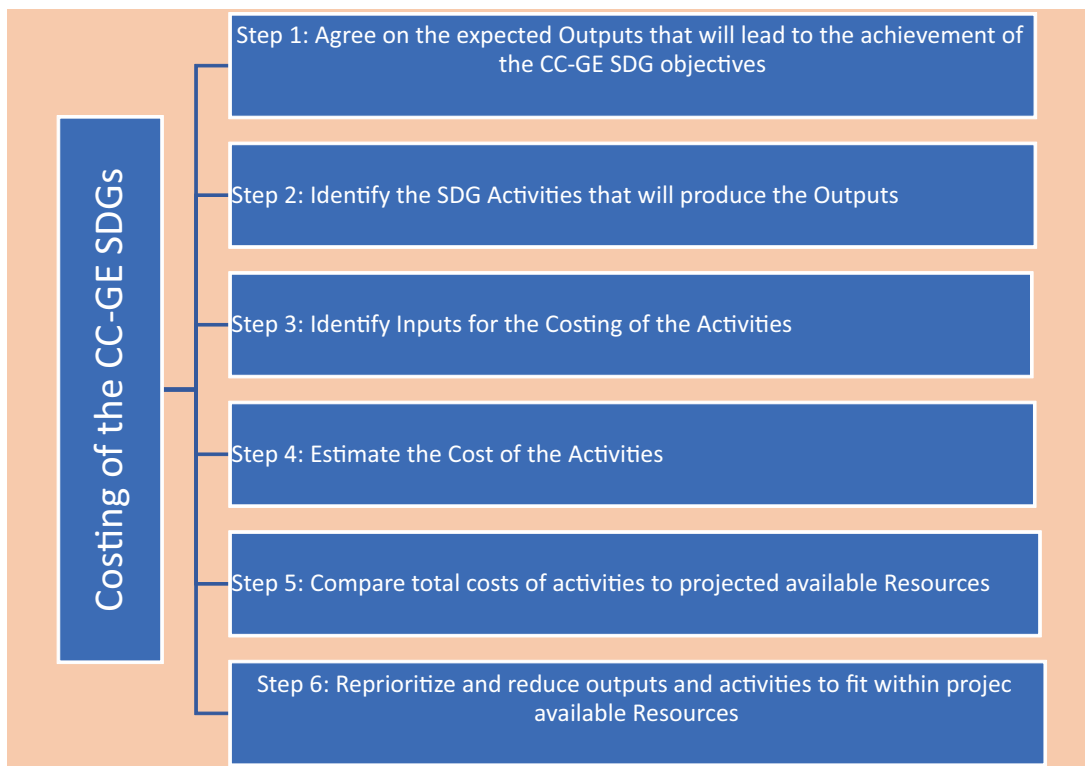 Costing of the CC-GE SDGs
Step 1: Agree on the expected Outputs that will lead to the achievement of
the CC-GE SDG objectives
Step 2: Identify the SDG Activities that will produce the Outputs
Step 3: Identify Inputs for the Costing of the Activities
Step 4: Estimate the Cost of the Activities
Step 5: Compare total costs of activities to projected available Resources
Step 6: Reprioritize and reduce outputs and activities to fit within projec
available Resources